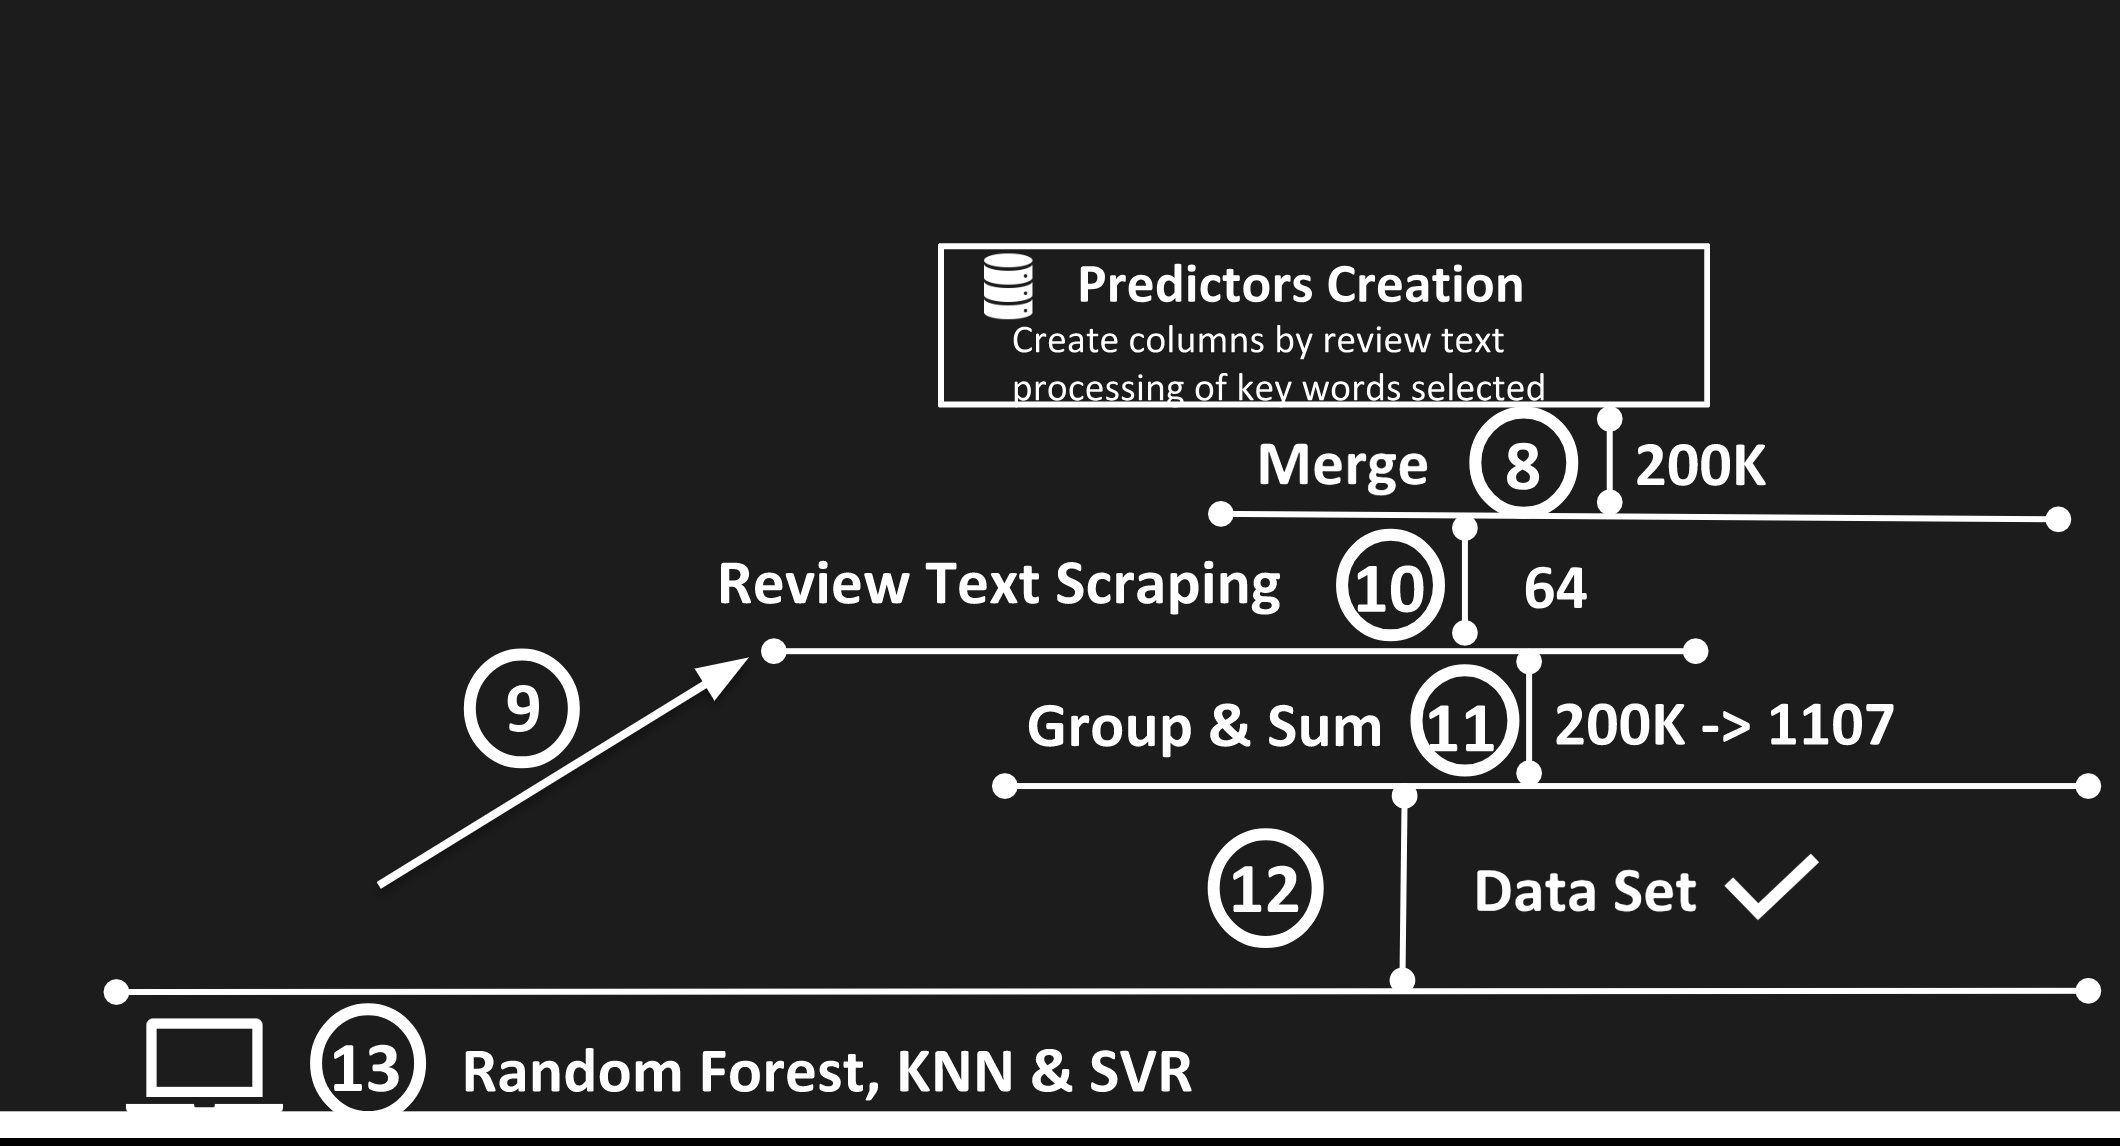 Predictors Creation
Create columns by review text
processing of key words selected
Merge 8 200K
Review Text Scraping 10 64
9
Group & Sum 11 200K -> 1107
12 Data Set
13 Random Forest, KNN & SVR